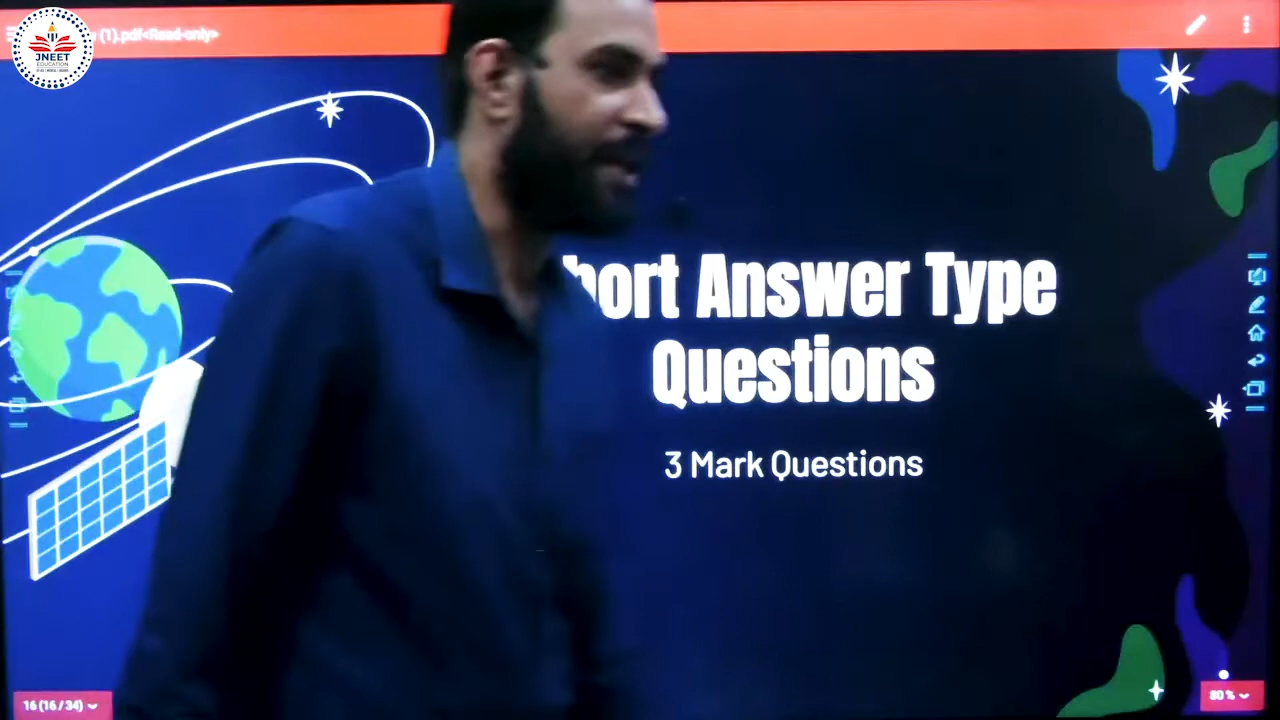 JNEET
EDUCATION
(1).pdf<Read-only>
hort Answer Type
Questions
3 Mark Questions
16 (16/34)
80 %